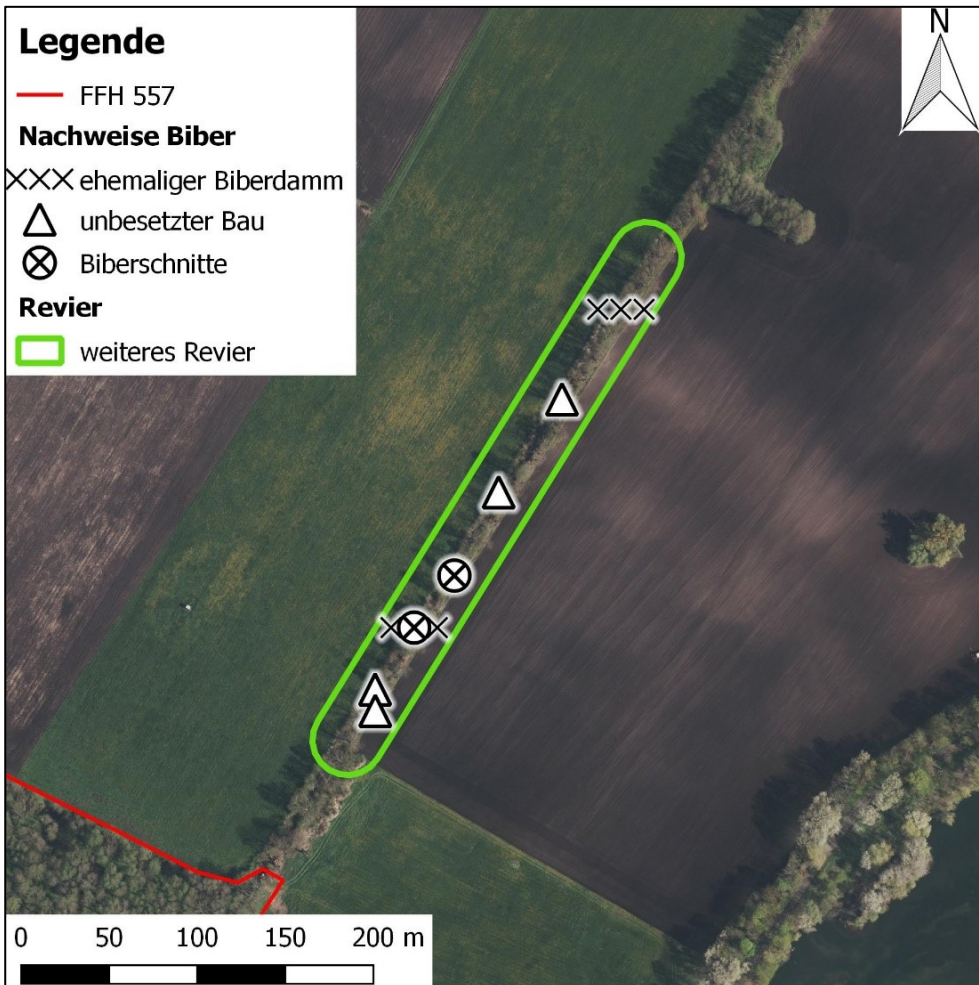 Legende
FFH 557
Nachweise Biber
ehemaliger Biberdamm
unbesetzter Bau
Biberschnitte
Revier
weiteres Revier
N
0 50 100 150 200 m